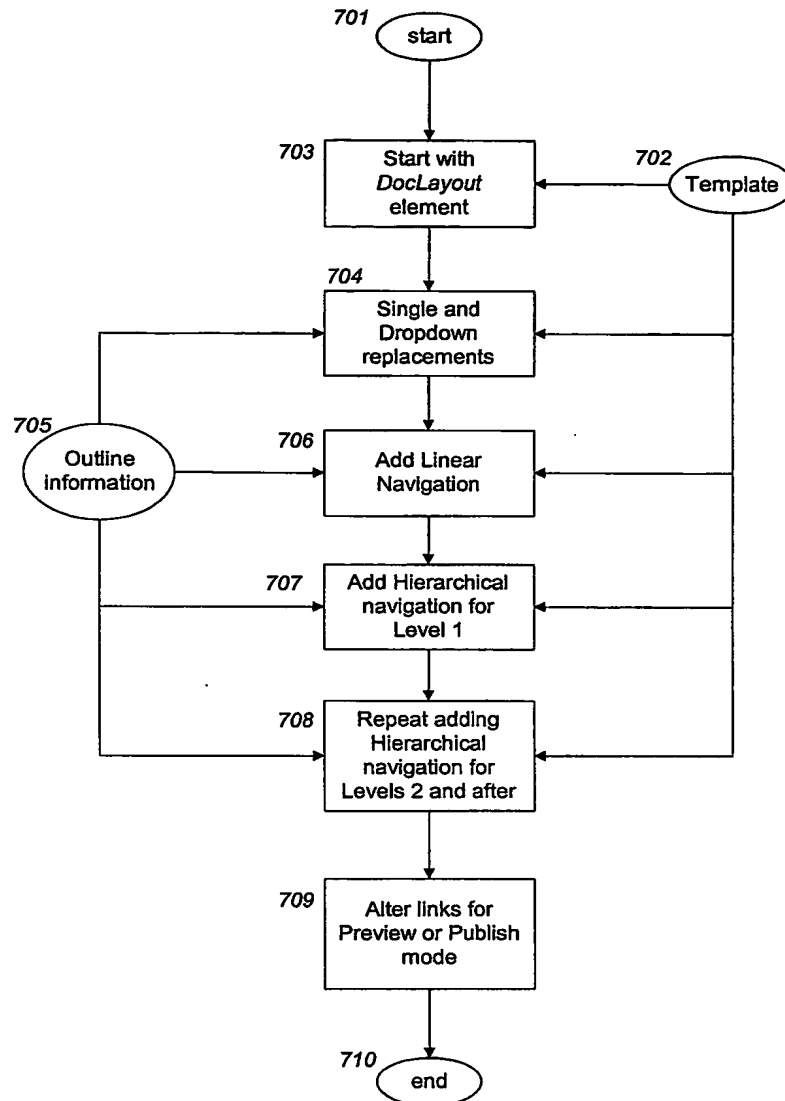 701
start
703
Start with
DocLayout
element
702
Template
704
Single and
Dropdown
replacements
705
Outline
information
706
Add Linear
Navigation
707
Add Hierarchical
navigation for
Level 1
708
Repeat adding
Hierarchical
navigation for
Levels 2 and after
709
Alter links for
Preview or Publish
mode
710
end